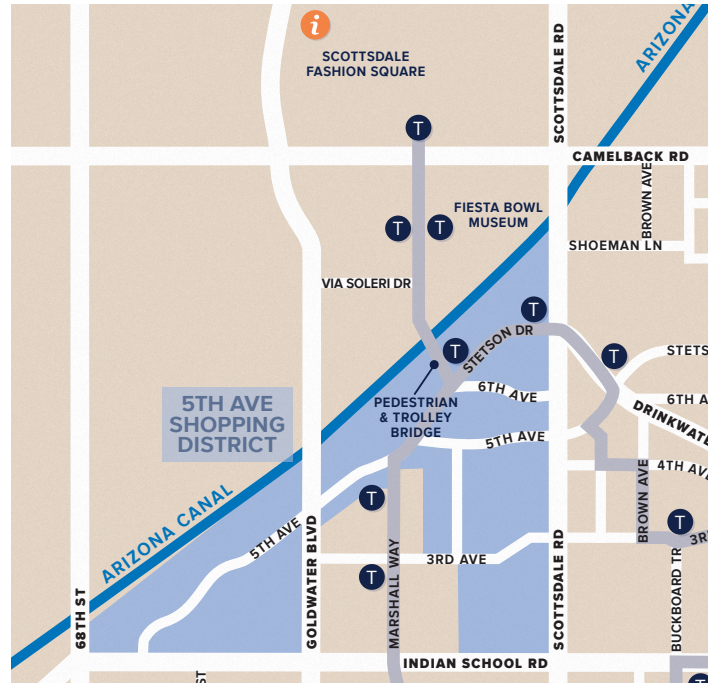 i
SCOTTSDALE
FASHION SQUARE
SCOTTSDALE RD
ARIZONA
T
CAMELBACK RD
BROWN AVE
FIESTA BOWL
MUSEUM
T
T
SHOEMAN LN
VIA SOLERI DR
T
STETSON DR
T
T
STETS
PEDESTRIAN
& TROLLEY
BRIDGE
6TH AVE
6TH A
5TH AVE
SHOPPING
DISTRICT
DRINKWATE
5TH AVE
4TH AVE
ARIZONA CANAL
T
BROWN AVE
T
5TH AVE
GOLDWATER BLVD
3RD AVE
3RD
T
MARSHALL WAY
SCOTTSDALE RD
68TH ST
BUCKBOARD TR
INDIAN SCHOOL RD
ST
T